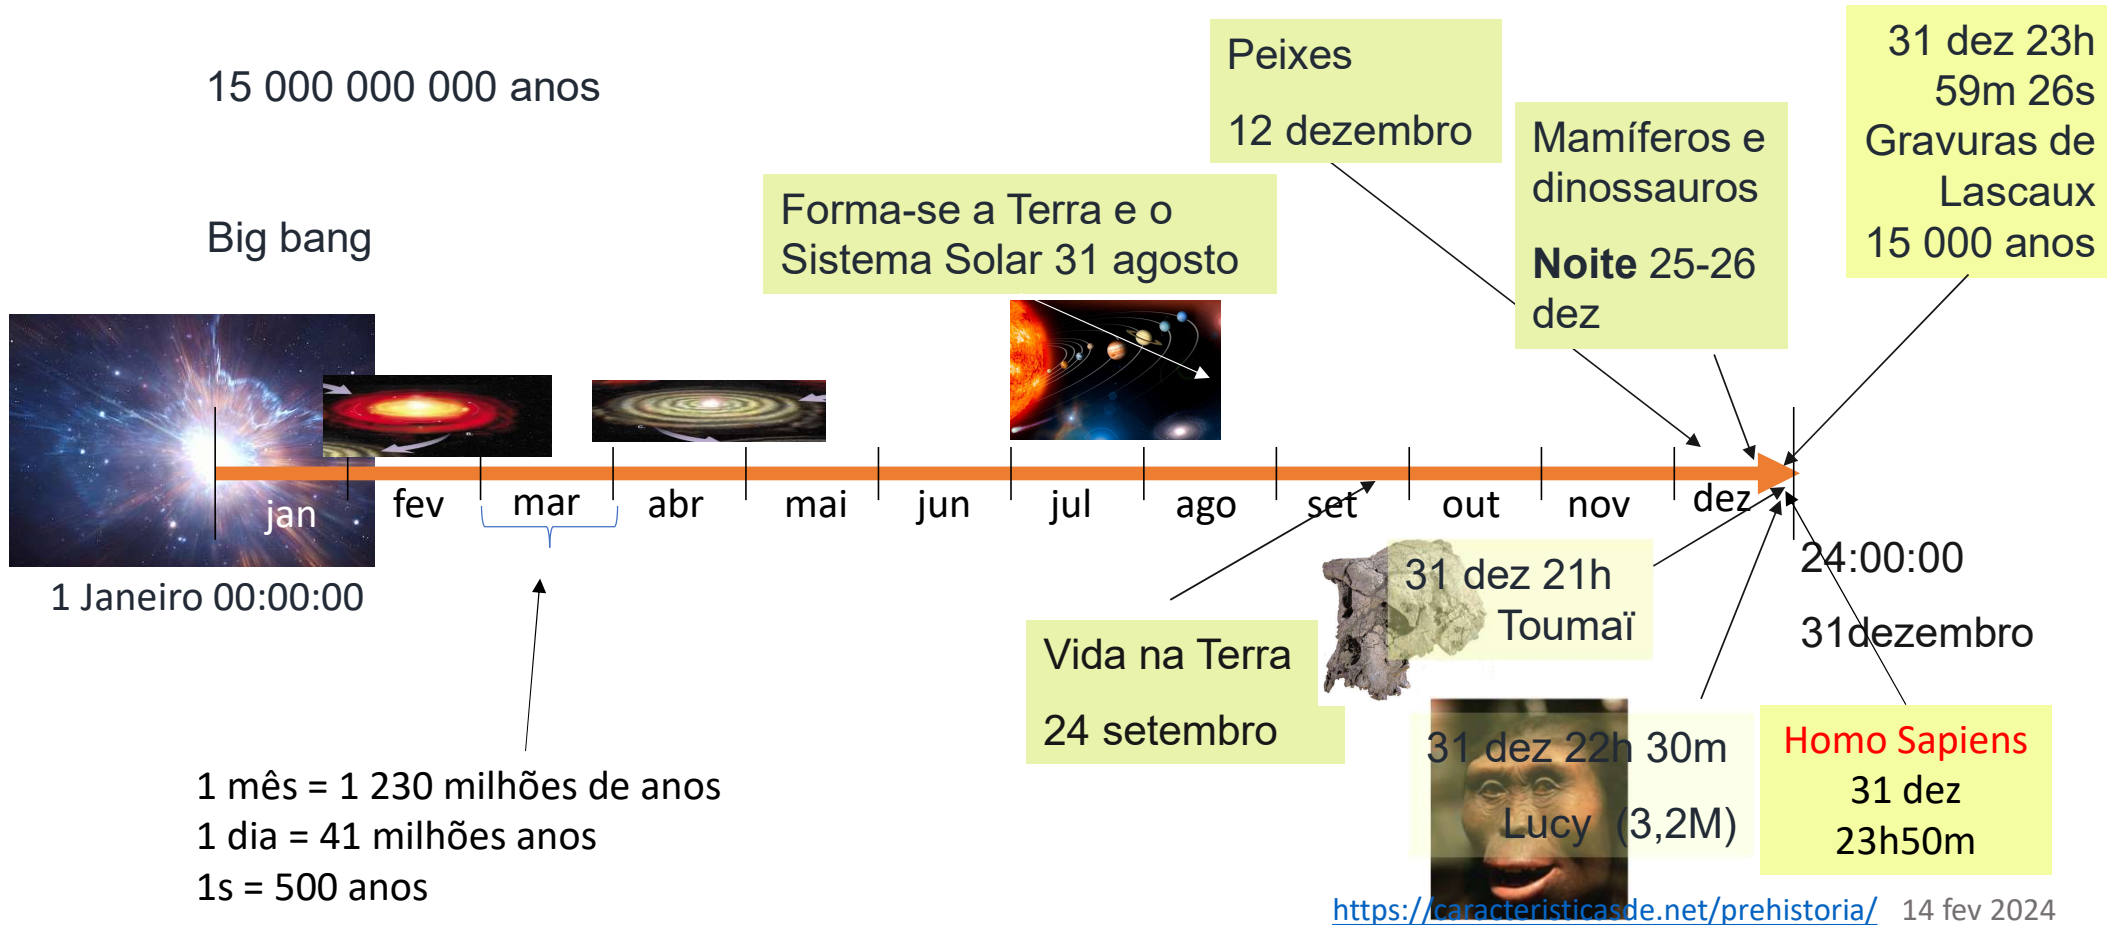 15 000 000 000 anos
Big bang
Forma-se a Terra e o
Sistema Solar 31 agosto
Peixes
12 dezembro
Mamíferos e
dinossauros
Noite 25-26
dez
31 dez 23h
59m 26s
Gravuras de
Lascaux
15 000 anos
jan
fev
mar
abr
mai
jun
jul
ago
set
out
nov
dez
1 Janeiro 00:00:00
24:00:00
31dezembro
Vida na Terra
24 setembro
31 dez 21h
Toumaï
31 dez 22h 30m
Lucy (3,2M)
Homo Sapiens
31 dez
23h50m
1 mês = 1 230 milhões de anos
1 dia = 41 milhões anos
1s = 500 anos
https://caracteristicasde.net/prehistoria/ 14 fev 2024